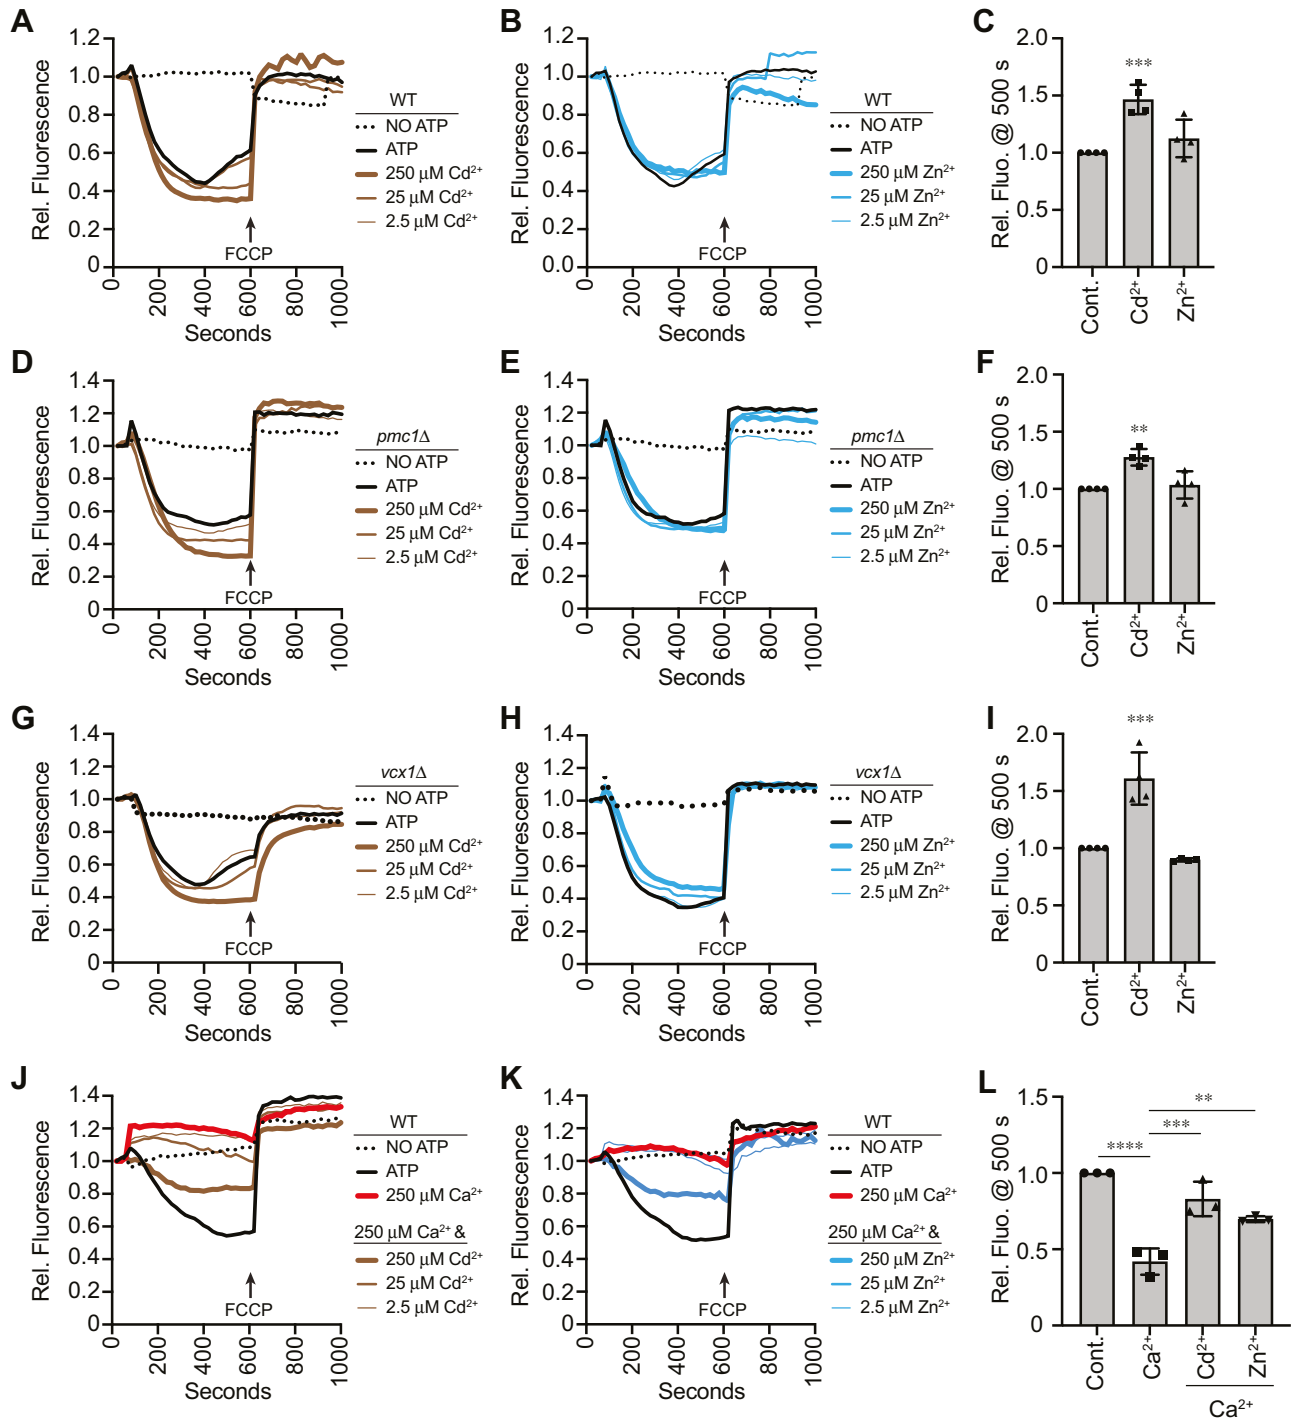 A
Rel. Fluorescence
1.2
1.0
0.8
0.6
0.4
0.2
0
0
200
400
600
800
1000
Seconds
FCCP
WT
NO ATP
ATP
250 μM Cd²⁺
25 μM Cd²⁺
2.5 μM Cd²⁺
B
Rel. Fluorescence
1.2
1.0
0.8
0.6
0.4
0.2
0.0
0
200
400
600
800
1000
Seconds
FCCP
WT
NO ATP
ATP
250 μM Zn²⁺
25 μM Zn²⁺
2.5 μM Zn²⁺
C
Rel. Fluo. @ 500 s
2.0
1.5
1.0
0.5
0
***
Cont.
Cd²⁺
Zn²⁺
D
Rel. Fluorescence
1.4
1.2
1.0
0.8
0.6
0.4
0.2
0
0
200
400
600
800
1000
Seconds
FCCP
pmc1Δ
NO ATP
ATP
250 μM Cd²⁺
25 μM Cd²⁺
2.5 μM Cd²⁺
E
Rel. Fluorescence
1.4
1.2
1.0
0.8
0.6
0.4
0.2
0
0
200
400
600
800
1000
Seconds
FCCP
pmc1Δ
NO ATP
ATP
250 μM Zn²⁺
25 μM Zn²⁺
2.5 μM Zn²⁺
F
Rel. Fluo. @ 500 s
2.0
1.5
1.0
0.5
0
**
Cont.
Cd²⁺
Zn²⁺
G
Rel. Fluorescence
1.4
1.2
1.0
0.8
0.6
0.4
0.2
0
0
200
400
600
800
1000
Seconds
FCCP
vcx1Δ
NO ATP
ATP
250 μM Cd²⁺
25 μM Cd²⁺
2.5 μM Cd²⁺
H
Rel. Fluorescence
1.4
1.2
1.0
0.8
0.6
0.4
0.2
0
0
200
400
600
800
1000
Seconds
FCCP
vcx1Δ
NO ATP
ATP
250 μM Zn²⁺
25 μM Zn²⁺
2.5 μM Zn²⁺
I
Rel. Fluo. @ 500 s
2.0
1.5
1.0
0.5
0
***
Cont.
Cd²⁺
Zn²⁺
J
Rel. Fluorescence
1.4
1.2
1.0
0.8
0.6
0.4
0.2
0
0
200
400
600
800
1000
Seconds
FCCP
WT
NO ATP
ATP
250 μM Ca²⁺
250 μM Ca²⁺ &
250 μM Cd²⁺
25 μM Cd²⁺
2.5 μM Cd²⁺
K
Rel. Fluorescence
1.4
1.2
1.0
0.8
0.6
0.4
0.2
0
0
200
400
600
800
1000
Seconds
FCCP
WT
NO ATP
ATP
250 μM Ca²⁺
250 μM Ca²⁺ &
250 μM Zn²⁺
25 μM Zn²⁺
2.5 μM Zn²⁺
L
Rel. Fluo. @ 500 s
1.5
1.0
0.5
0
**
***
****
Cont.
Ca²⁺
Cd²⁺
Zn²⁺
Ca²⁺